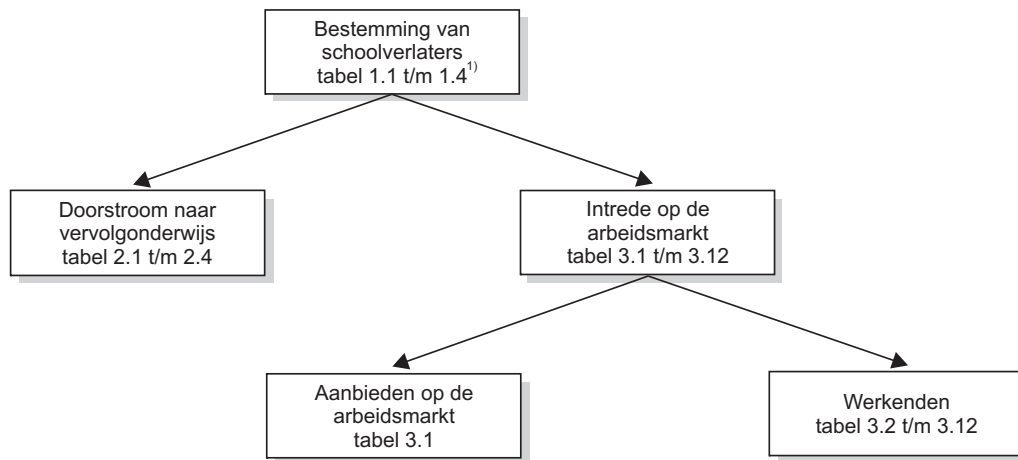 Bestemming van
schoolverlaters
tabel 1.1 t/m 1.4¹⁾
Doorstroom naar
vervolgonderwijs
tabel 2.1 t/m 2.4
Intrede op de
arbeidsmarkt
tabel 3.1 t/m 3.12
Aanbieden op de
arbeidsmarkt
tabel 3.1
Werkenden
tabel 3.2 t/m 3.12